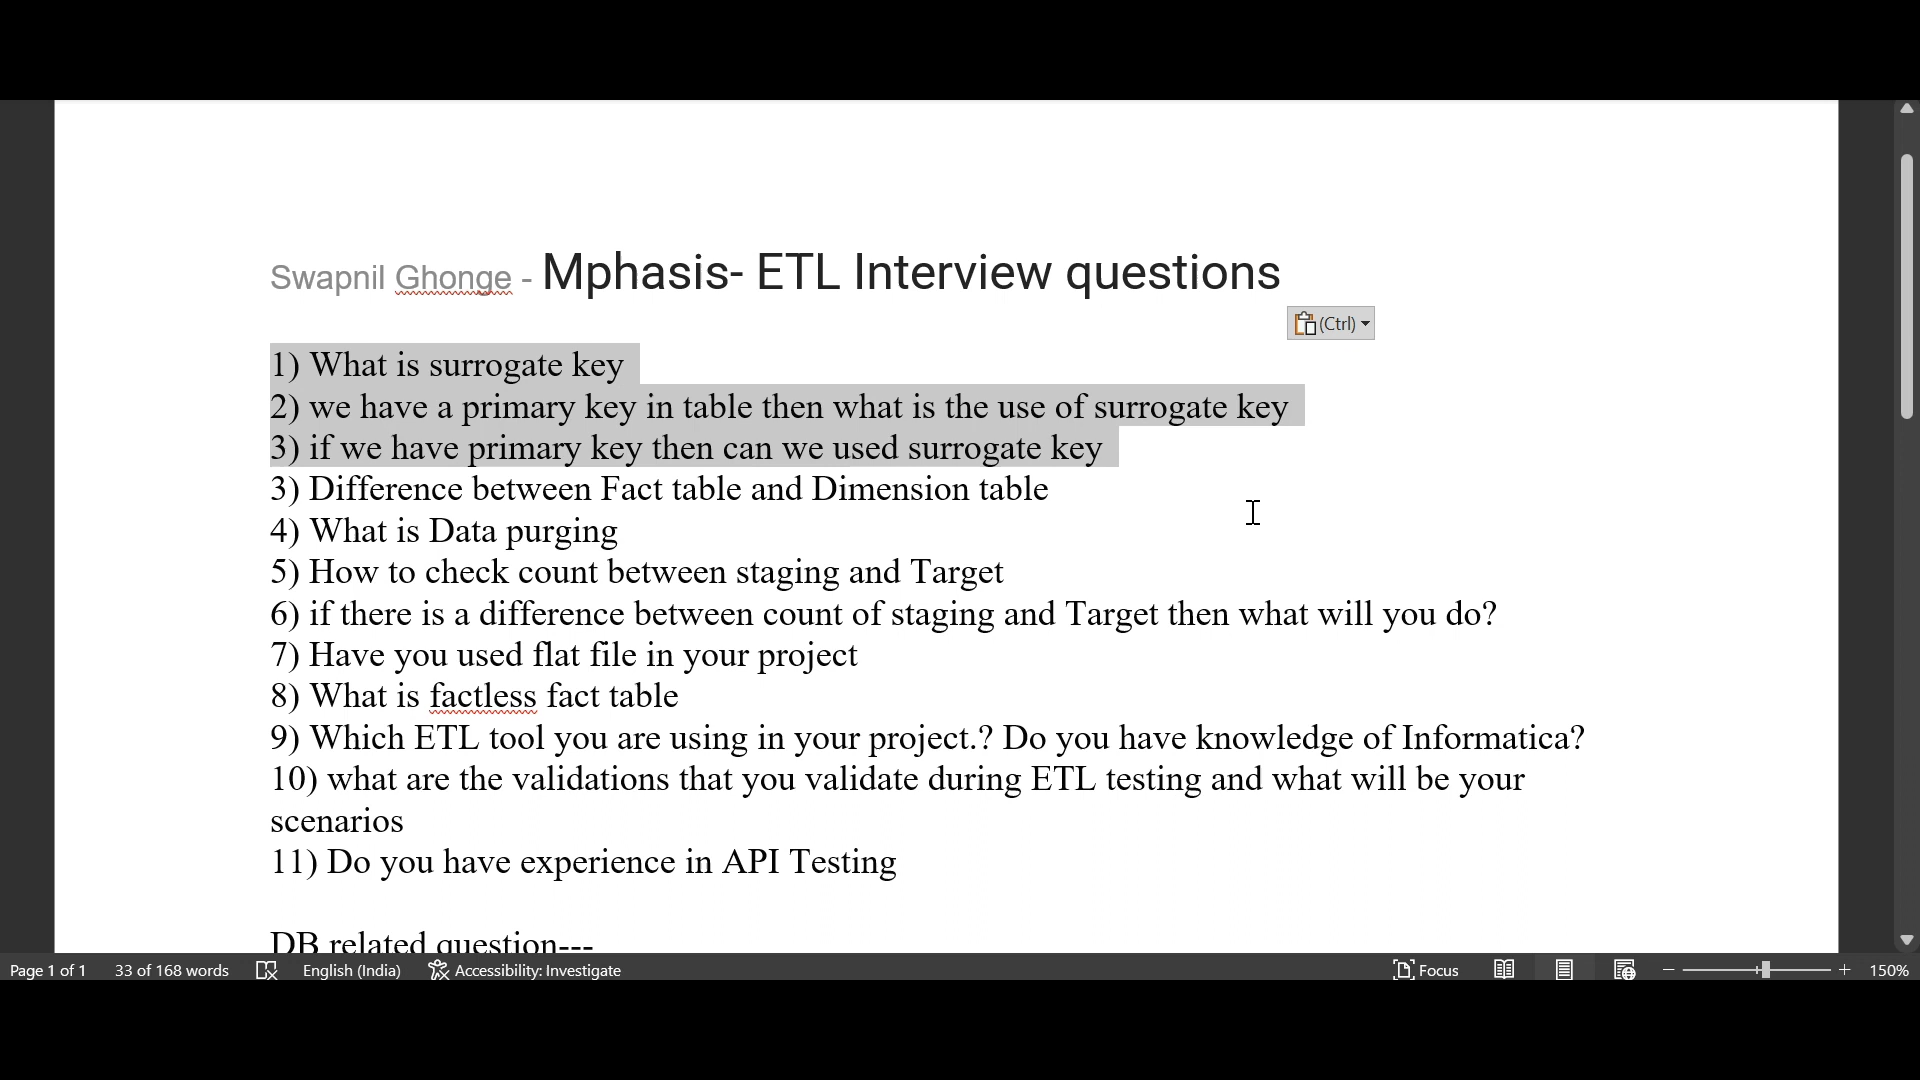 Swapnil Ghonge - Mphasis- ETL Interview questions
(Ctrl)
1) What is surrogate key
2) we have a primary key in table then what is the use of surrogate key
3) if we have primary key then can we used surrogate key
3) Difference between Fact table and Dimension table
4) What is Data purging
5) How to check count between staging and Target
6) if there is a difference between count of staging and Target then what will you do?
7) Have you used flat file in your project
8) What is factless fact table
9) Which ETL tool you are using in your project.? Do you have knowledge of Informatica?
10) what are the validations that you validate during ETL testing and what will be your
scenarios
11) Do you have experience in API Testing
DB related question---
Page 1 of 1 33 of 168 words English (India) Accessibility: Investigate Focus 150%